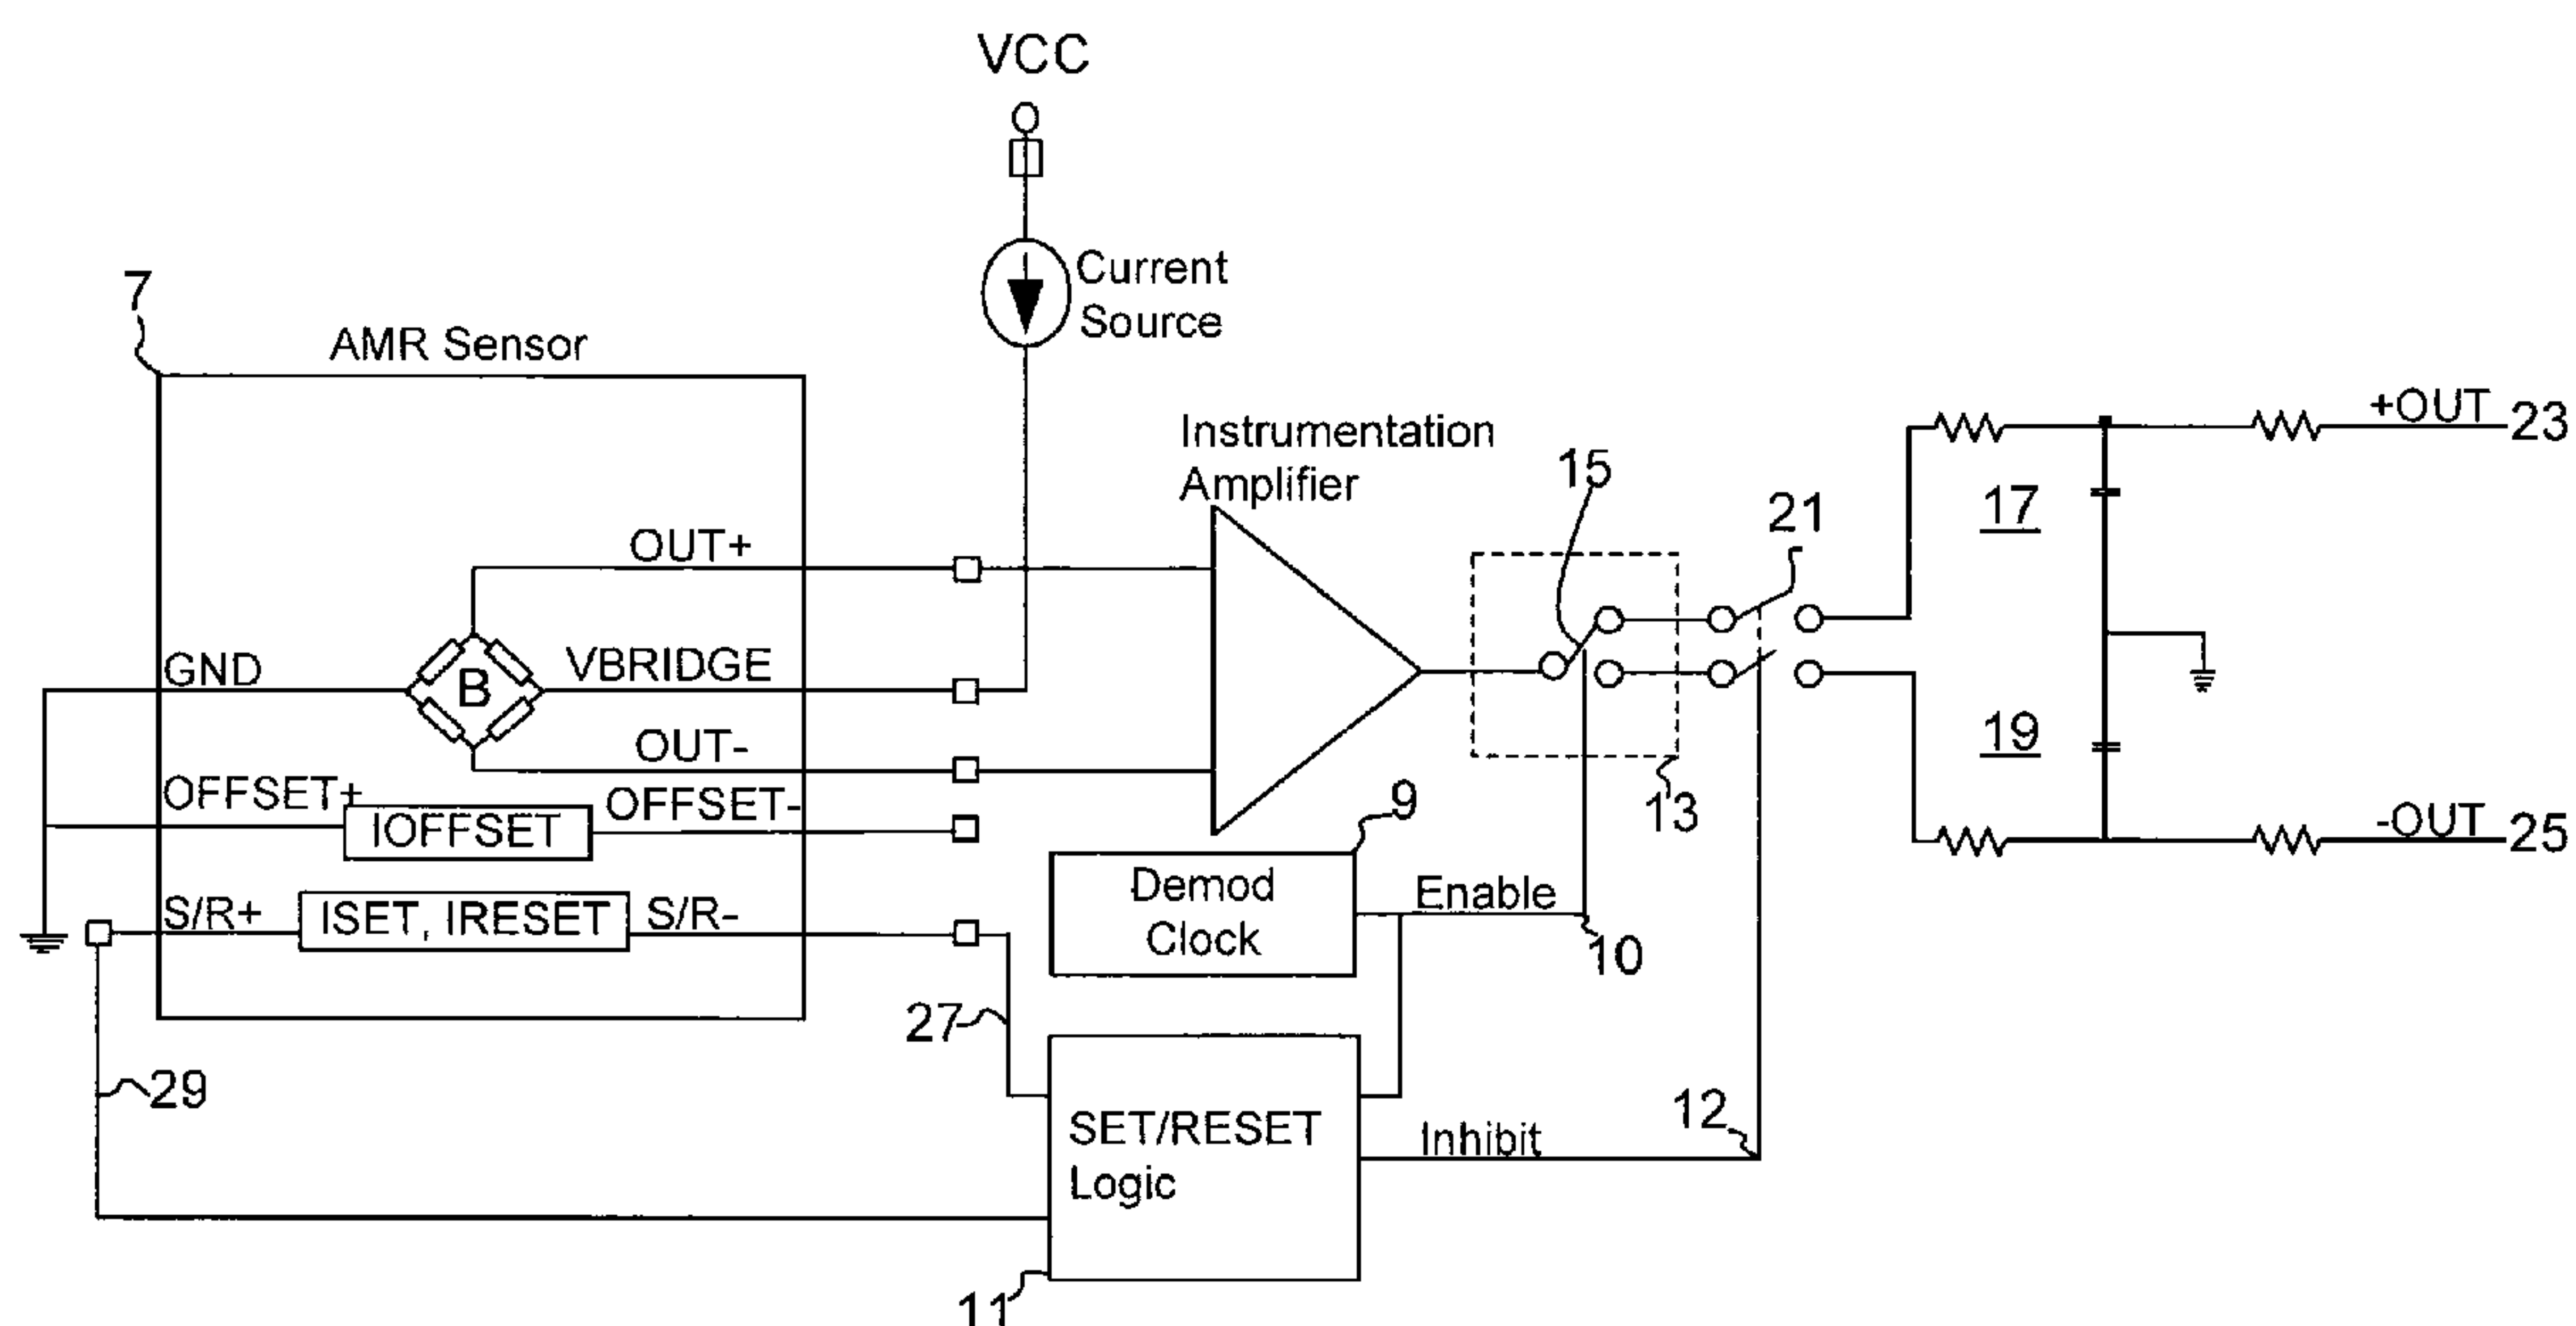 VCC
Current
Source
7
AMR Sensor
Instrumentation
Amplifier
15
21
+OUT 23
17
OUT+
GND
B
VBRIDGE
OUT-
19
13
OFFSET+
IOFFSET
OFFSET-
9
-OUT 25
Demod
Clock
Enable
10
S/R+
ISET, IRESET
S/R-
27
29
SET/RESET
Logic
Inhibit
12
11